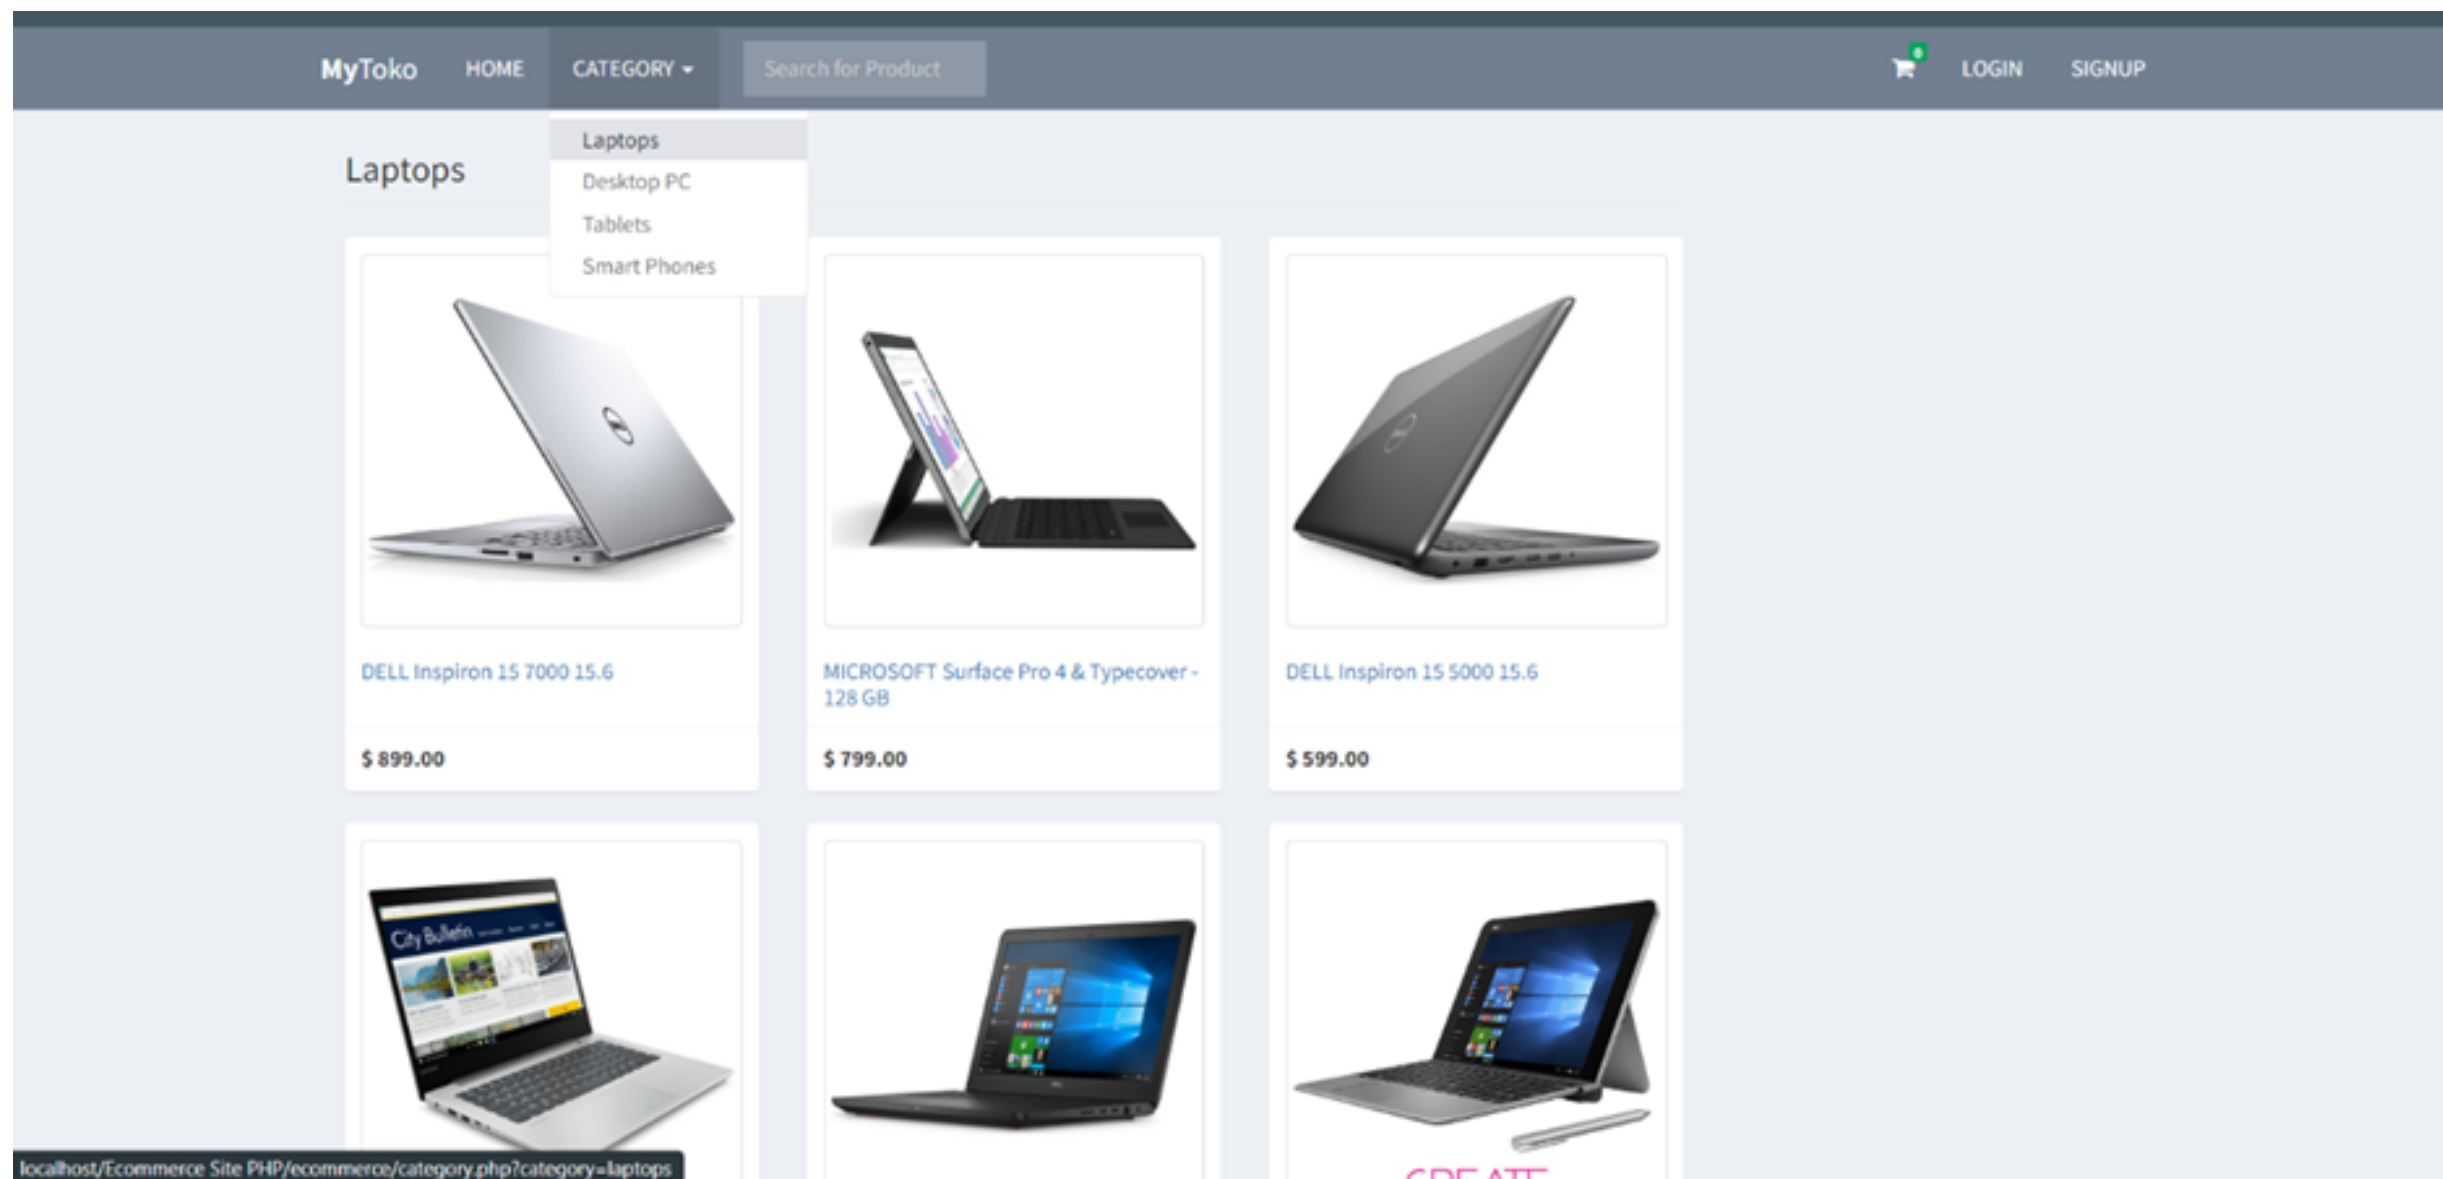 MyToko HOME CATEGORY Search for Product 0 LOGIN SIGNUP
Laptops
Desktop PC
Tablets
Smart Phones
Laptops
DELL Inspiron 15 7000 15.6
$ 899.00
MICROSOFT Surface Pro 4 & Typecover -
128 GB
$ 799.00
DELL Inspiron 15 5000 15.6
$ 599.00
City Bulletin
CREATE
localhost/Ecommerce Site PHP/ecommerce/category.php?category=laptops